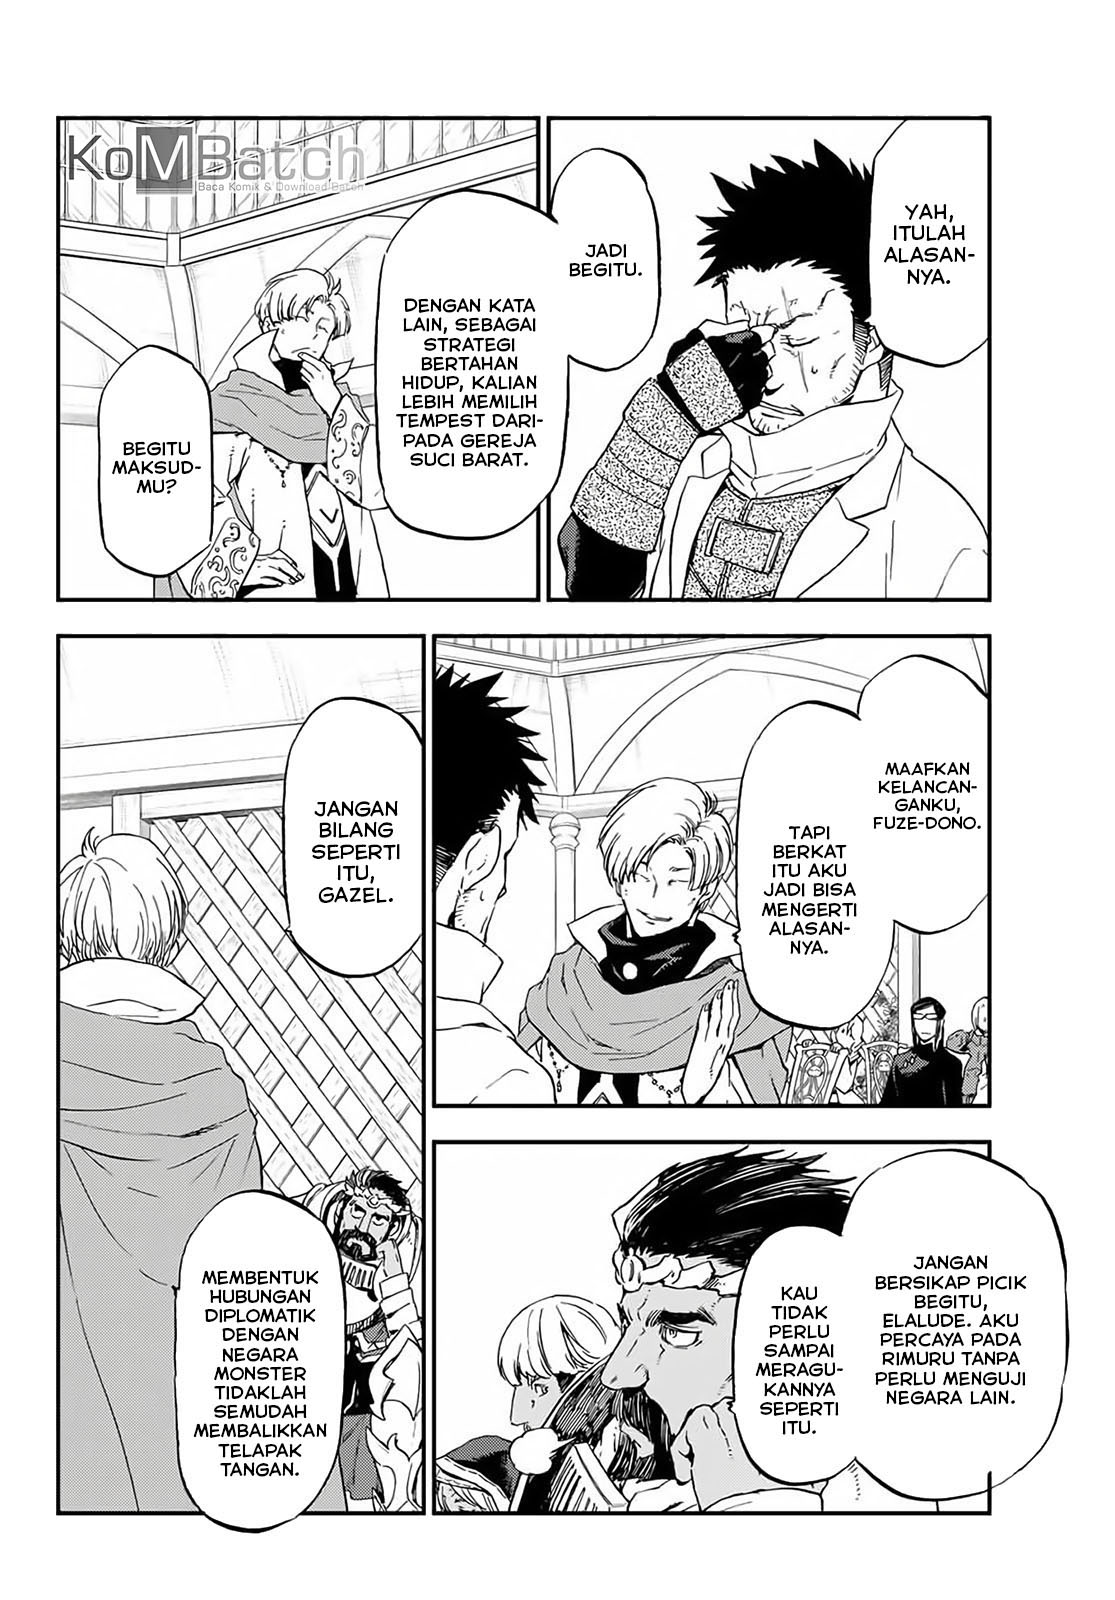 KoMBatch
Baca Komik & Download Batch
YAH,
ITULAH
ALASAN-
NYA.
JADI
BEGITU.
DENGAN KATA
LAIN, SEBAGAI
STRATEGI
BERTAHAN
HIDUP, KALIAN
LEBIH MEMILIH
TEMPEST DARI-
PADA GEREJA
SUCI BARAT.
BEGITU
MAKSUD-
MU?
MAAFKAN
KELANCAN-
GANKU,
FUZE-DONO.
TAPI
BERKAT
ITU AKU
JADI BISA
MENGERTI
ALASAN-
NYA.
JANGAN
BERSIKAP PICIK
BEGITU,
ELALUDE. AKU
PERCAYA PADA
RIMURU TANPA
PERLU MENGUJI
NEGARA LAIN.
KAU
TIDAK
PERLU
SAMPAI
MERAGU-
KANNYA
SEPERTI
ITU.
JANGAN
BILANG
SEPERTI
ITU,
GAZEL.
MEMBENTUK
HUBUNGAN
DIPLOMATIK
DENGAN
NEGARA
MONSTER
TIDAKLAH
SEMUDAH
MEMBALIKKAN
TELAPAK
TANGAN.